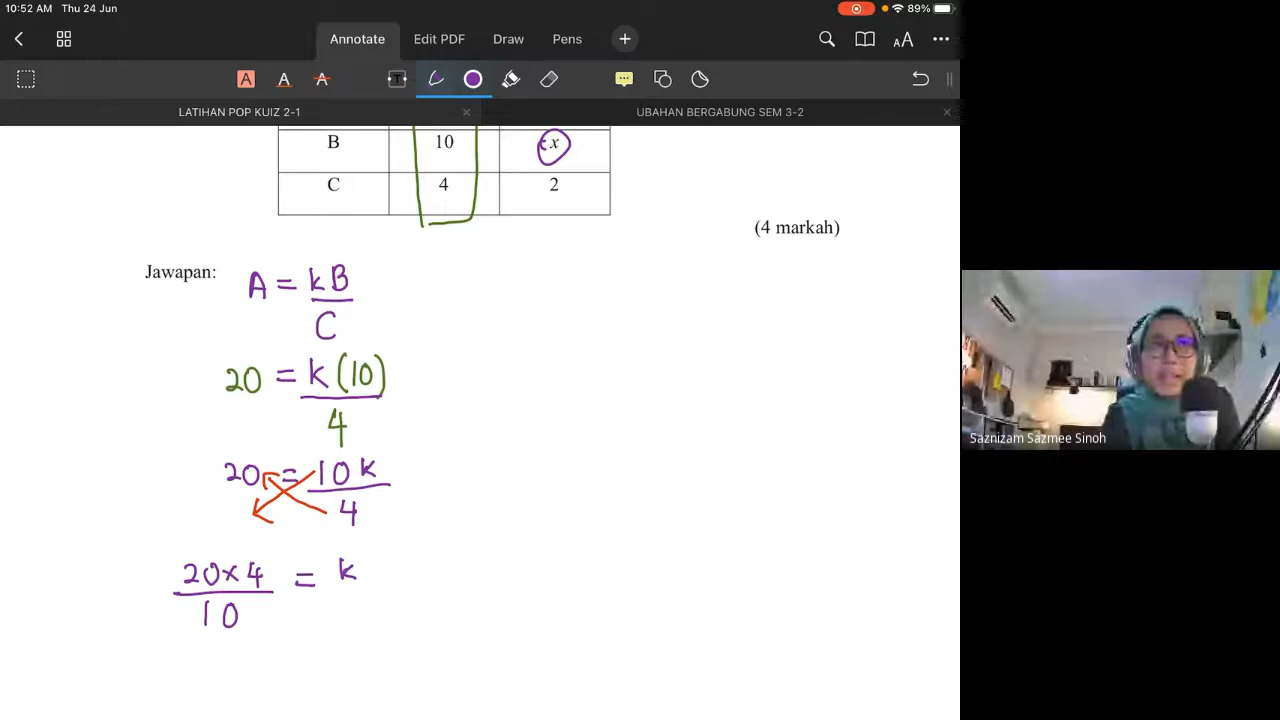 10:52 AM Thu 24 Jun 89%
Annotate Edit PDF Draw Pens
LATIHAN POP KUIZ 2-1 UBAHAN BERGABUNG SEM 3-2
B 10 x
C 4 2
(4 markah)
Jawapan: A = kB
C
20 = k(10)
4
20 = 10k
4
20×4 = k
10
Saznizam Sazmee Sinoh